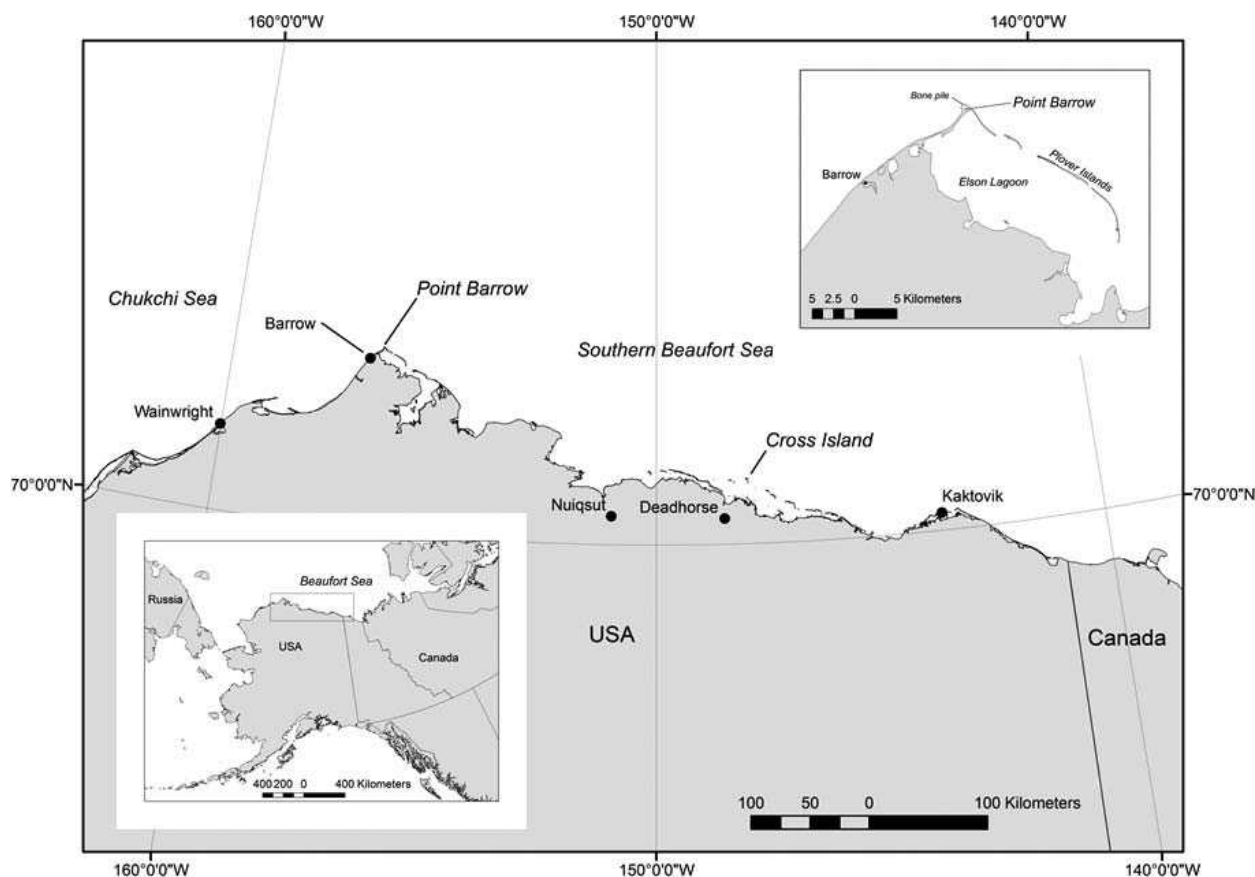 160°0'0"W
150°0'0"W
140°0'0"W
Bone pile
Point Barrow
Plover Islands
Barrow
Elson Lagoon
5 2.5 0 5 Kilometers
Chukchi Sea
Point Barrow
Barrow
Southern Beaufort Sea
Wainwright
Cross Island
70°0'0"N
70°0'0"N
Nuiqsut
Deadhorse
Kaktovik
Beaufort Sea
Russia
USA
Canada
400 200 0 400 Kilometers
USA
Canada
100 50 0 100 Kilometers
160°0'0"W
150°0'0"W
140°0'0"W